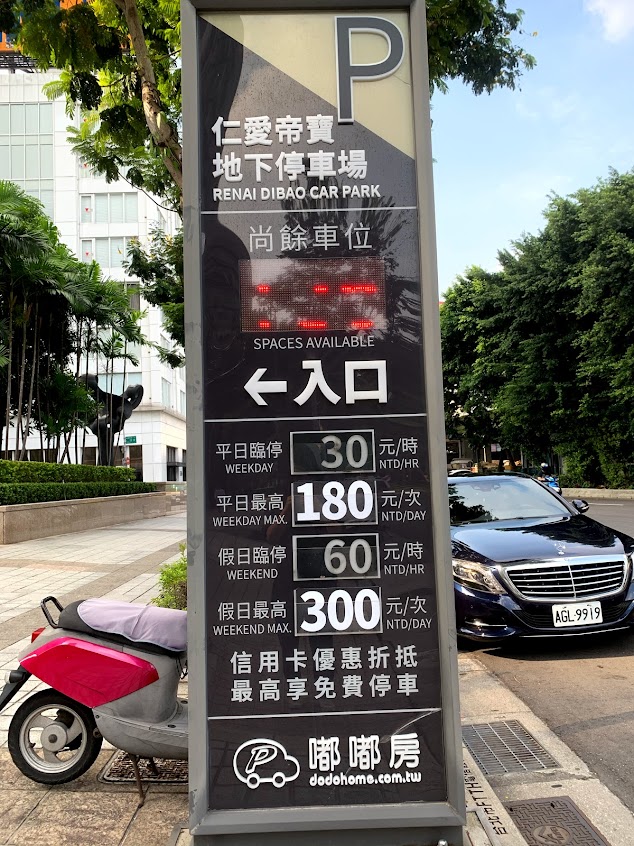 P
仁愛帝寶
地下停車場
RENAI DIBAO CAR PARK
尚餘車位
SPACES AVAILABLE
←入口
平日臨停 30 元/時
WEEKDAY NTD/HR
平日最高 180 元/次
WEEKDAY MAX. NTD/DAY
假日臨停 60 元/時
WEEKEND NTD/HR
假日最高 300 元/次
WEEKEND MAX. NTD/DAY
信用卡優惠折抵
最高享免費停車
P 嘟嘟房
dodohome.com.tw
AGL-9919